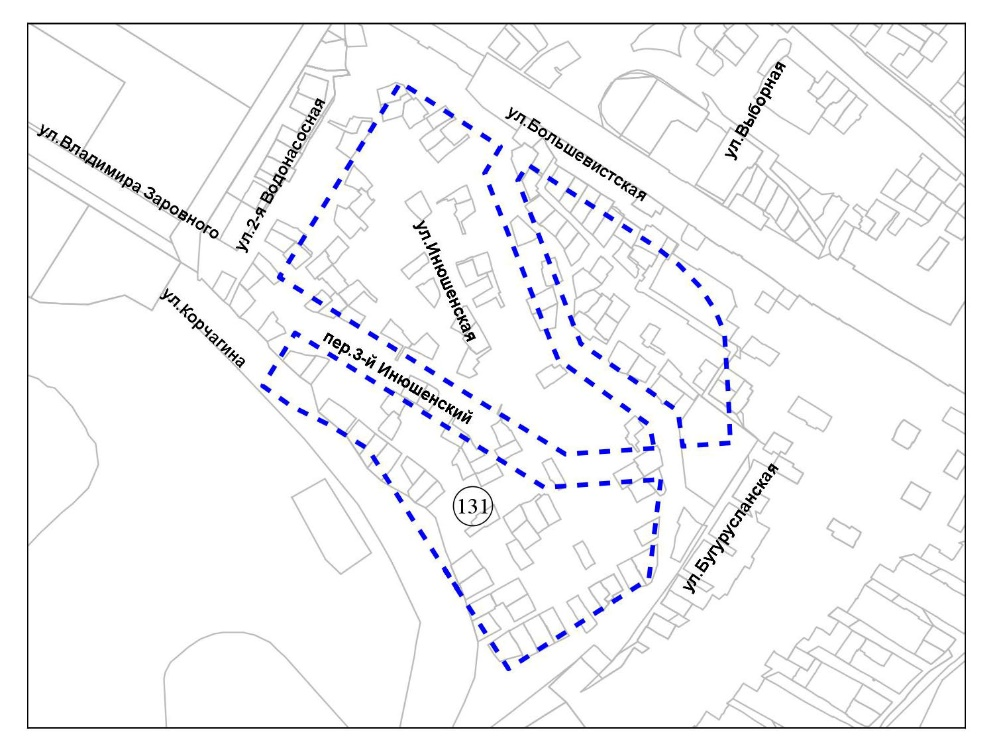 ул.Выборная
ул.Большевистская
ул.2-я Водонасосная
ул.Владимира Заровного
ул.Инюшенская
ул.Корчагина
пер.3-й Инюшенский
131
ул.Бугурусланская